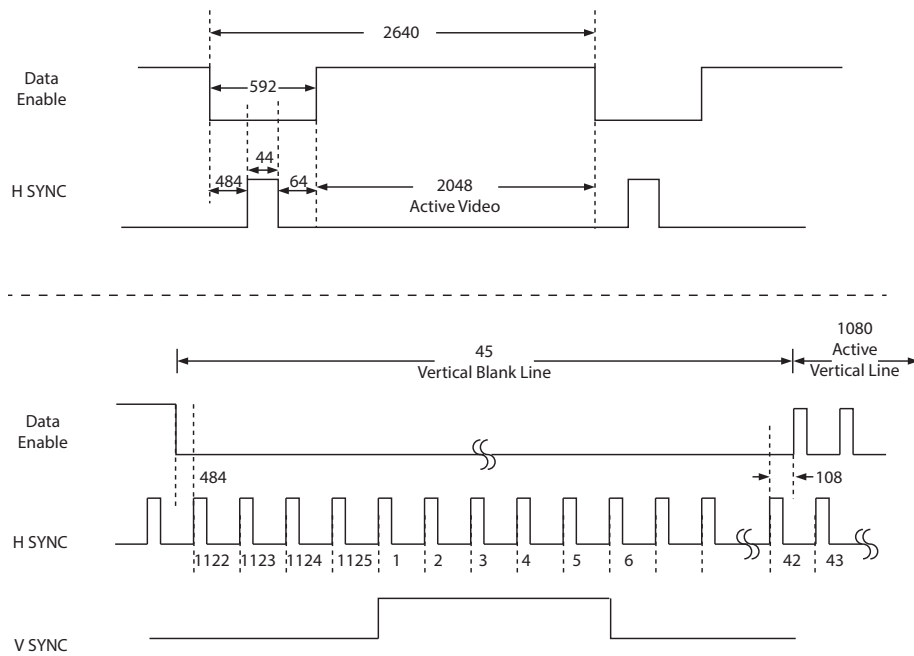 2640
Data
Enable
592
44
484
64
H SYNC
2048
Active Video
1080
Active
Vertical Line
45
Vertical Blank Line
Data
Enable
484
108
H SYNC
1122 1123 1124 1125 1 2 3 4 5 6 42 43
V SYNC